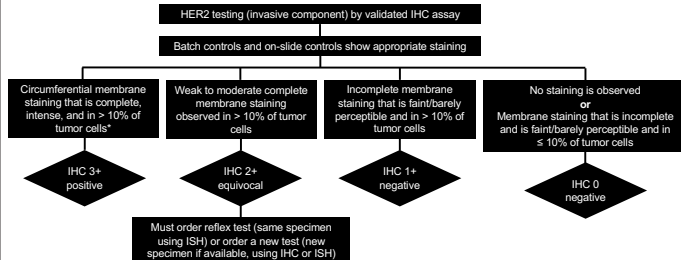 HER2 testing (invasive component) by validated IHC assay
Batch controls and on-slide controls show appropriate staining
Circumferential membrane
staining that is complete,
intense, and in > 10% of
tumor cells*
Weak to moderate complete
membrane staining
observed in > 10% of tumor
cells
Incomplete membrane
staining that is faint/barely
perceptible and in > 10% of
tumor cells
No staining is observed
or
Membrane staining that is incomplete
and is faint/barely perceptible and in
≤ 10% of tumor cells
IHC 3+
positive
IHC 2+
equivocal
IHC 1+
negative
IHC 0
negative
Must order reflex test (same specimen
using ISH) or order a new test (new
specimen if available, using IHC or ISH)